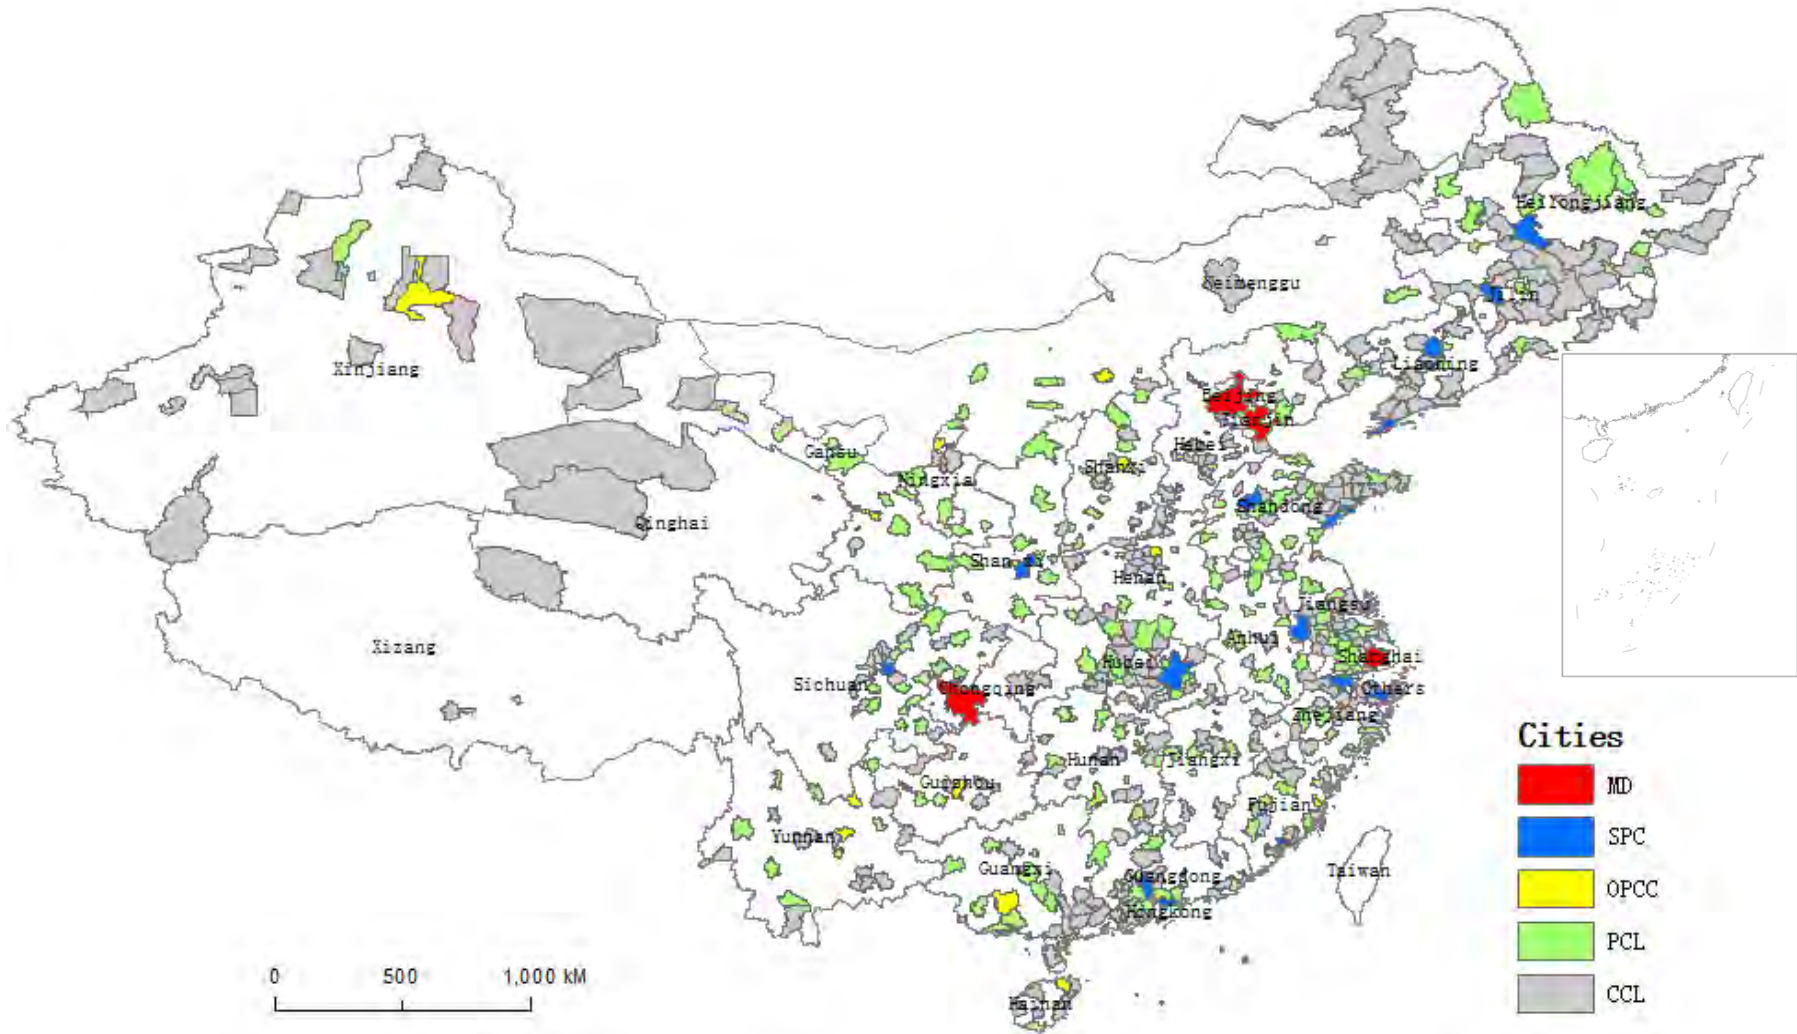 Heilongjiang
Neimenggu
Jilin
Liaoning
Xinjiang
Beijing
Tianjin
Hebei
Gansu
Shanxi
Ningxia
Shandong
Qinghai
Shan xi
Henan
Jiangsu
Xizang
Anhui
Shanghai
Hubei
Sichuan
Chongqing
Others
Zhejiang
Hunan
Jiangxi
Guizhou
Fujian
Yunnan
Guangxi
Taiwan
Guangdong
Hongkong
Hainan
0 500 1,000 kM
Cities
MD
SPC
OPCC
PCL
CCL